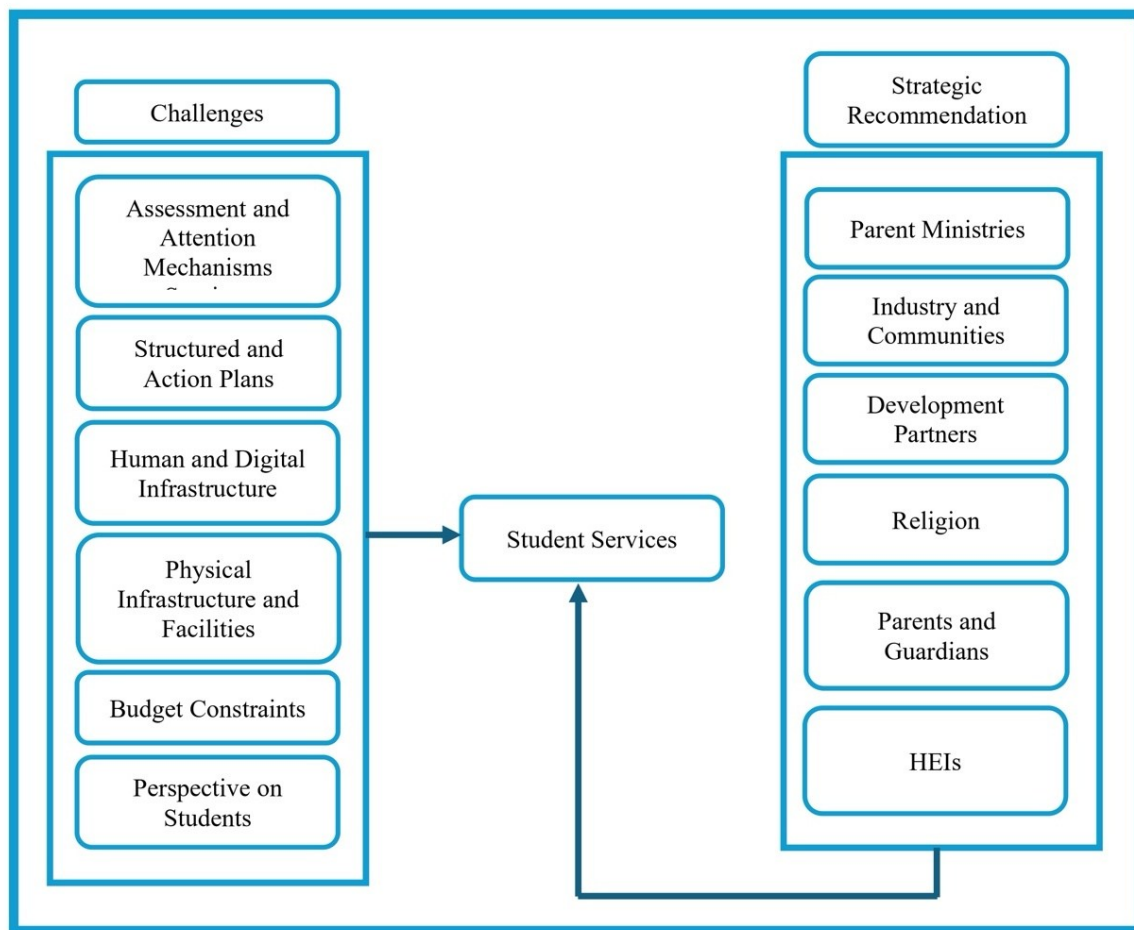 Challenges
Assessment and
Attention
Mechanisms
Structured and
Action Plans
Human and Digital
Infrastructure
Physical
Infrastructure and
Facilities
Budget Constraints
Perspective on
Students
Student Services
Strategic
Recommendation
Parent Ministries
Industry and
Communities
Development
Partners
Religion
Parents and
Guardians
HEIs